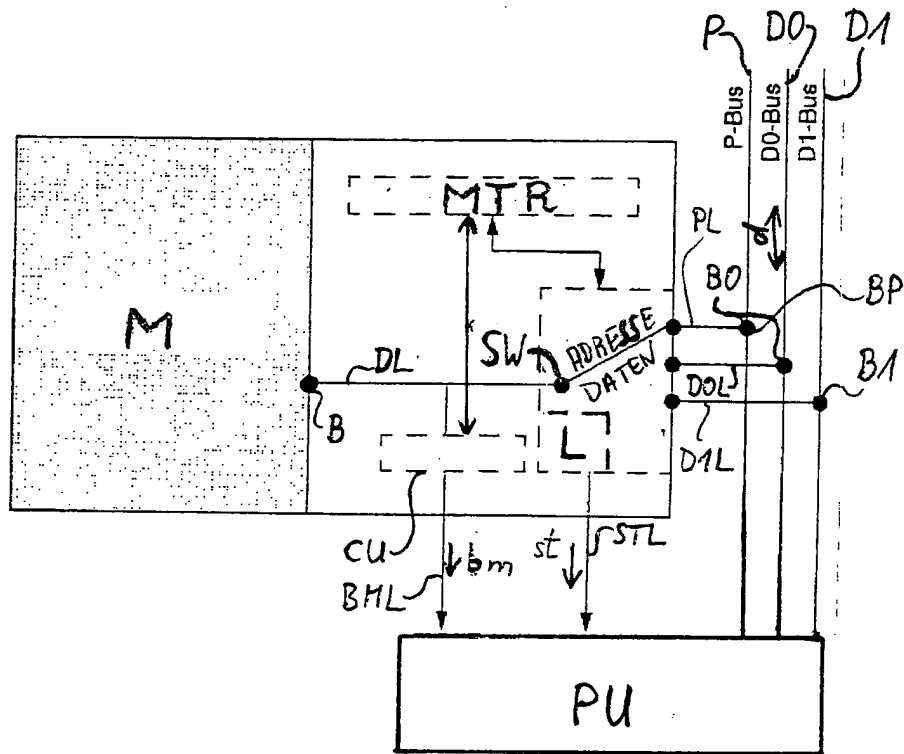 P
D0
D1
P-Bus
D0-Bus
D1-Bus
MTR
d
PL
B0
BP
M
SW
ADRESSE
DATEN
DL
D0L
B1
B
L
D1L
CU
bm
st
STL
BML
PU